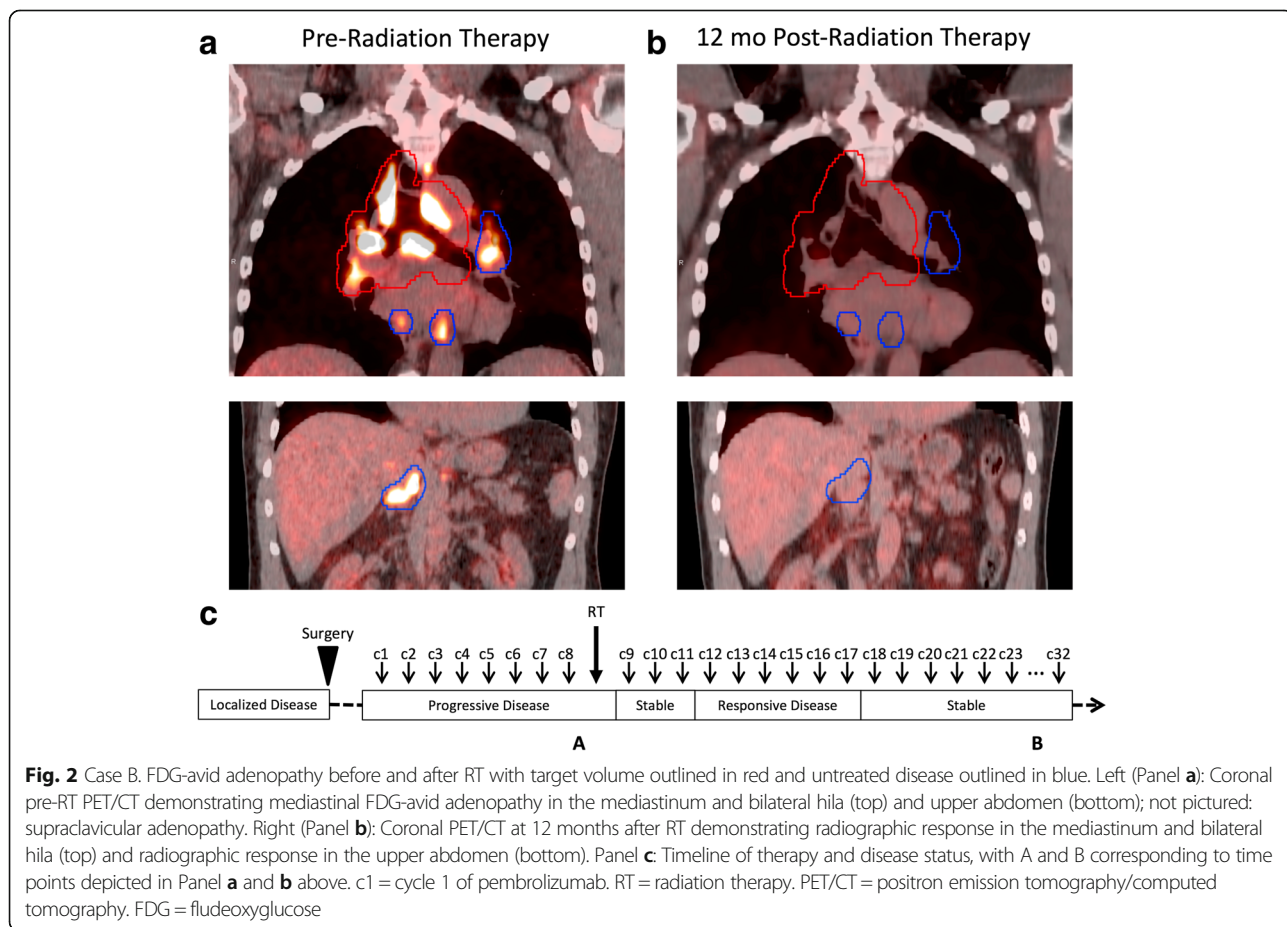 a Pre-Radiation Therapy
b 12 mo Post-Radiation Therapy
R
R
c
Surgery
RT
c1 c2 c3 c4 c5 c6 c7 c8 c9 c10 c11 c12 c13 c14 c15 c16 c17 c18 c19 c20 c21 c22 c23 ... c32
Localized Disease Progressive Disease Stable Responsive Disease Stable
A B
Fig. 2 Case B. FDG-avid adenopathy before and after RT with target volume outlined in red and untreated disease outlined in blue. Left (Panel a): Coronal
pre-RT PET/CT demonstrating mediastinal FDG-avid adenopathy in the mediastinum and bilateral hila (top) and upper abdomen (bottom); not pictured:
supraclavicular adenopathy. Right (Panel b): Coronal PET/CT at 12 months after RT demonstrating radiographic response in the mediastinum and bilateral
hila (top) and radiographic response in the upper abdomen (bottom). Panel c: Timeline of therapy and disease status, with A and B corresponding to time
points depicted in Panel a and b above. c1 = cycle 1 of pembrolizumab. RT = radiation therapy. PET/CT = positron emission tomography/computed
tomography. FDG = fludeoxyglucose